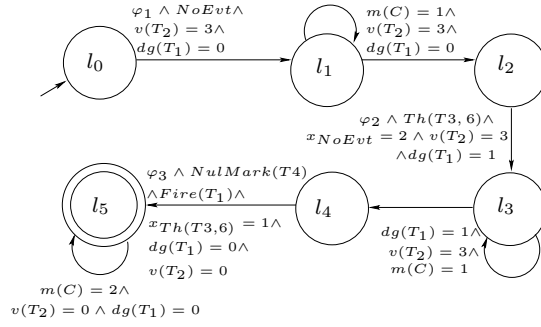 φ₁ ∧ NoEvt∧
v(T₂) = 3∧
dg(T₁) = 0
m(C) = 1∧
v(T₂) = 3∧
dg(T₁) = 0
l₀
l₁
l₂
φ₂ ∧ Th(T3, 6)∧
x_NoEvt = 2 ∧ v(T₂) = 3
∧dg(T₁) = 1
φ₃ ∧ NulMark(T4)
∧Fire(T₁)∧
x_Th(T3,6) = 1∧
dg(T₁) = 0∧
v(T₂) = 0
l₅
l₄
l₃
dg(T₁) = 1∧
v(T₂) = 3∧
m(C) = 1
m(C) = 2∧
v(T₂) = 0 ∧ dg(T₁) = 0